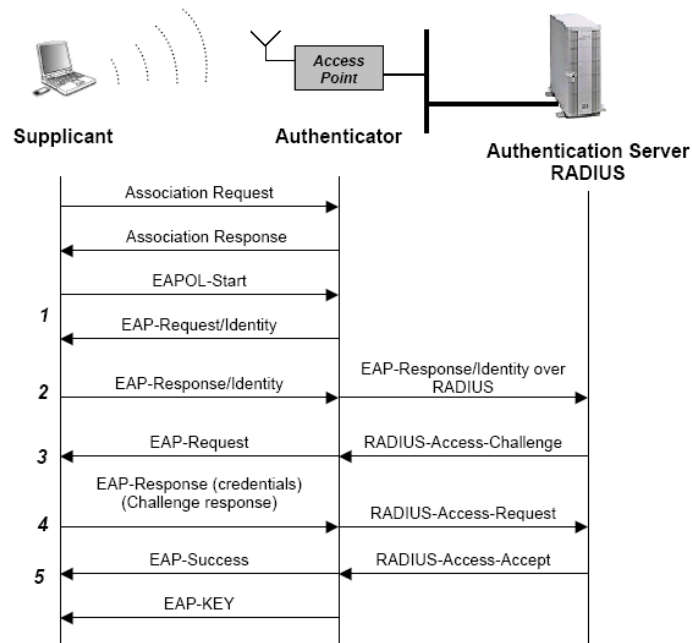 Access
Point
Supplicant
Authenticator
Authentication Server
RADIUS
Association Request
Association Response
EAPOL-Start
1
EAP-Request/Identity
2
EAP-Response/Identity
EAP-Response/Identity over
RADIUS
3
EAP-Request
RADIUS-Access-Challenge
EAP-Response (credentials)
(Challenge response)
4
RADIUS-Access-Request
5
EAP-Success
RADIUS-Access-Accept
EAP-KEY